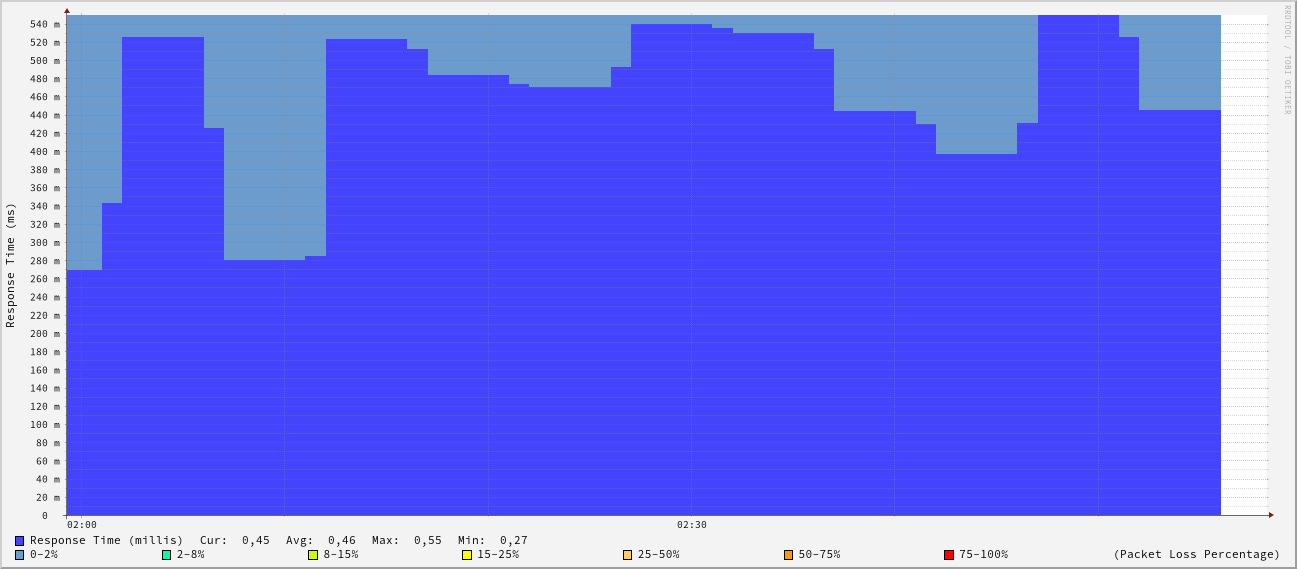 RRDTOOL / TOBI OETIKER
Response Time (ms)
540 m
520 m
500 m
480 m
460 m
440 m
420 m
400 m
380 m
360 m
340 m
320 m
300 m
280 m
260 m
240 m
220 m
200 m
180 m
160 m
140 m
120 m
100 m
80 m
60 m
40 m
20 m
0
02:00 02:30
Response Time (millis) Cur: 0,45 Avg: 0,46 Max: 0,55 Min: 0,27
0-2% 2-8% 8-15% 15-25% 25-50% 50-75% 75-100% (Packet Loss Percentage)